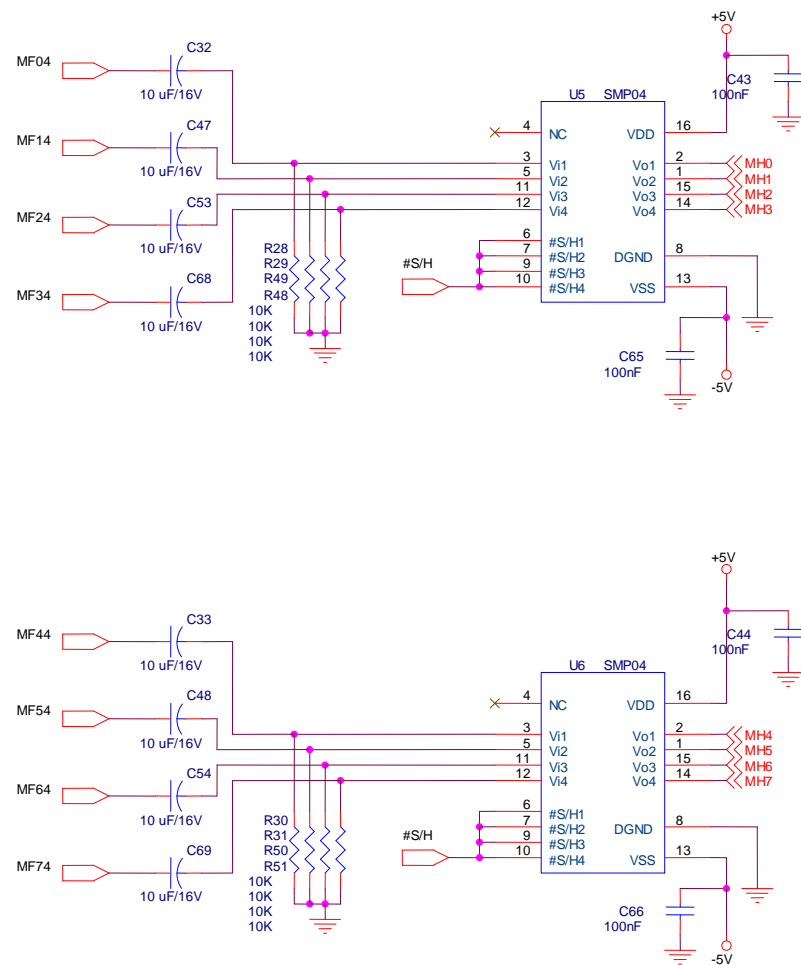 +5V
C32
MF04
10 uF/16V
C43
100nF
U5 SMP04
C47
MF14
10 uF/16V
4 NC VDD 16
3 Vi1 Vo1 2 MH0
5 Vi2 Vo2 1 MH1
11 Vi3 Vo3 15 MH2
12 Vi4 Vo4 14 MH3
C53
MF24
10 uF/16V
6 #S/H1
7 #S/H2 DGND 8
9 #S/H3
10 #S/H4 VSS 13
#S/H
R28
R29
R49
R48
10K
10K
10K
10K
C68
MF34
10 uF/16V
C65
100nF
-5V
+5V
C33
MF44
10 uF/16V
C44
100nF
U6 SMP04
C48
MF54
10 uF/16V
4 NC VDD 16
3 Vi1 Vo1 2 MH4
5 Vi2 Vo2 1 MH5
11 Vi3 Vo3 15 MH6
12 Vi4 Vo4 14 MH7
C54
MF64
10 uF/16V
6 #S/H1
7 #S/H2 DGND 8
9 #S/H3
10 #S/H4 VSS 13
#S/H
R30
R31
R50
R51
10K
10K
10K
10K
C69
MF74
10 uF/16V
C66
100nF
-5V